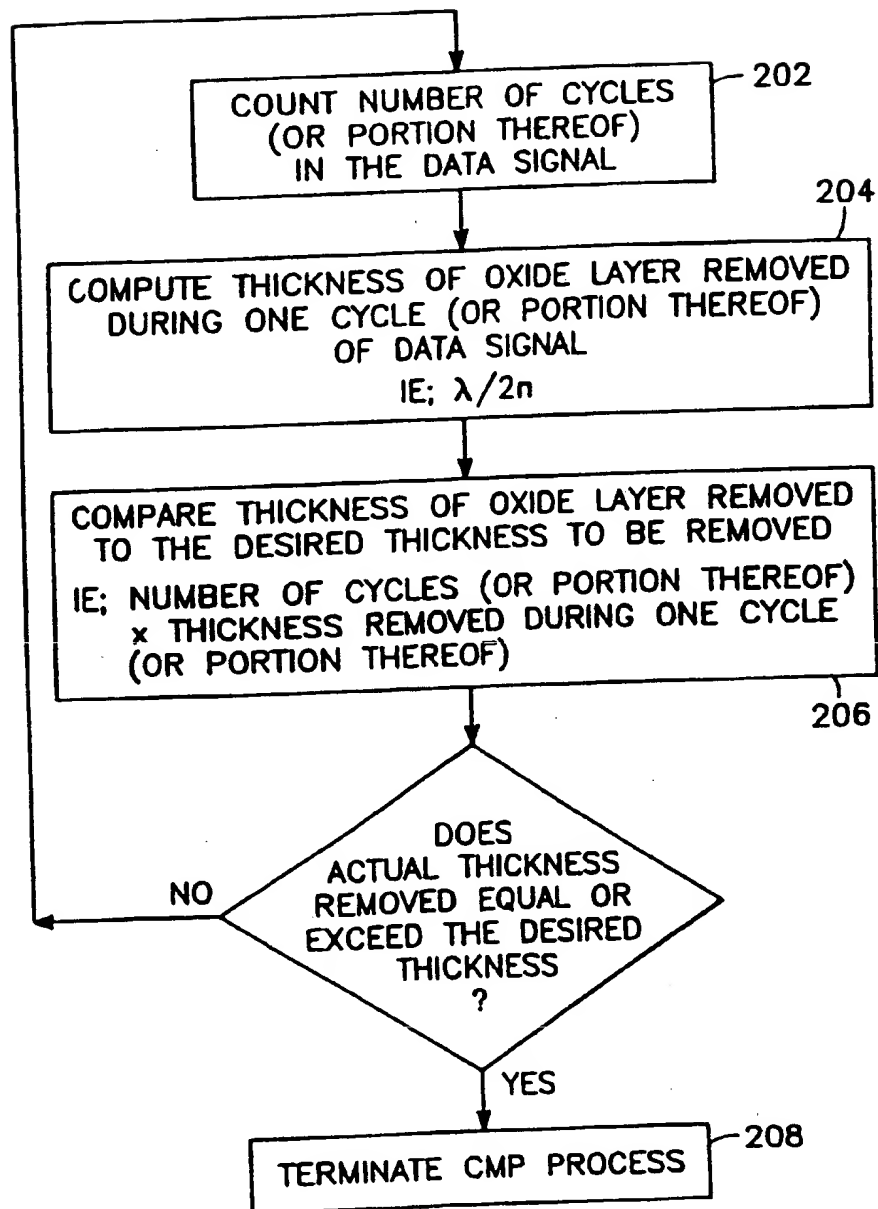 COUNT NUMBER OF CYCLES
(OR PORTION THEREOF)
IN THE DATA SIGNAL
202
204
COMPUTE THICKNESS OF OXIDE LAYER REMOVED
DURING ONE CYCLE (OR PORTION THEREOF)
OF DATA SIGNAL
IE; λ/2n
COMPARE THICKNESS OF OXIDE LAYER REMOVED
TO THE DESIRED THICKNESS TO BE REMOVED
IE; NUMBER OF CYCLES (OR PORTION THEREOF)
x THICKNESS REMOVED DURING ONE CYCLE
(OR PORTION THEREOF)
206
DOES
ACTUAL THICKNESS
REMOVED EQUAL OR
EXCEED THE DESIRED
THICKNESS
?
NO
YES
208
TERMINATE CMP PROCESS